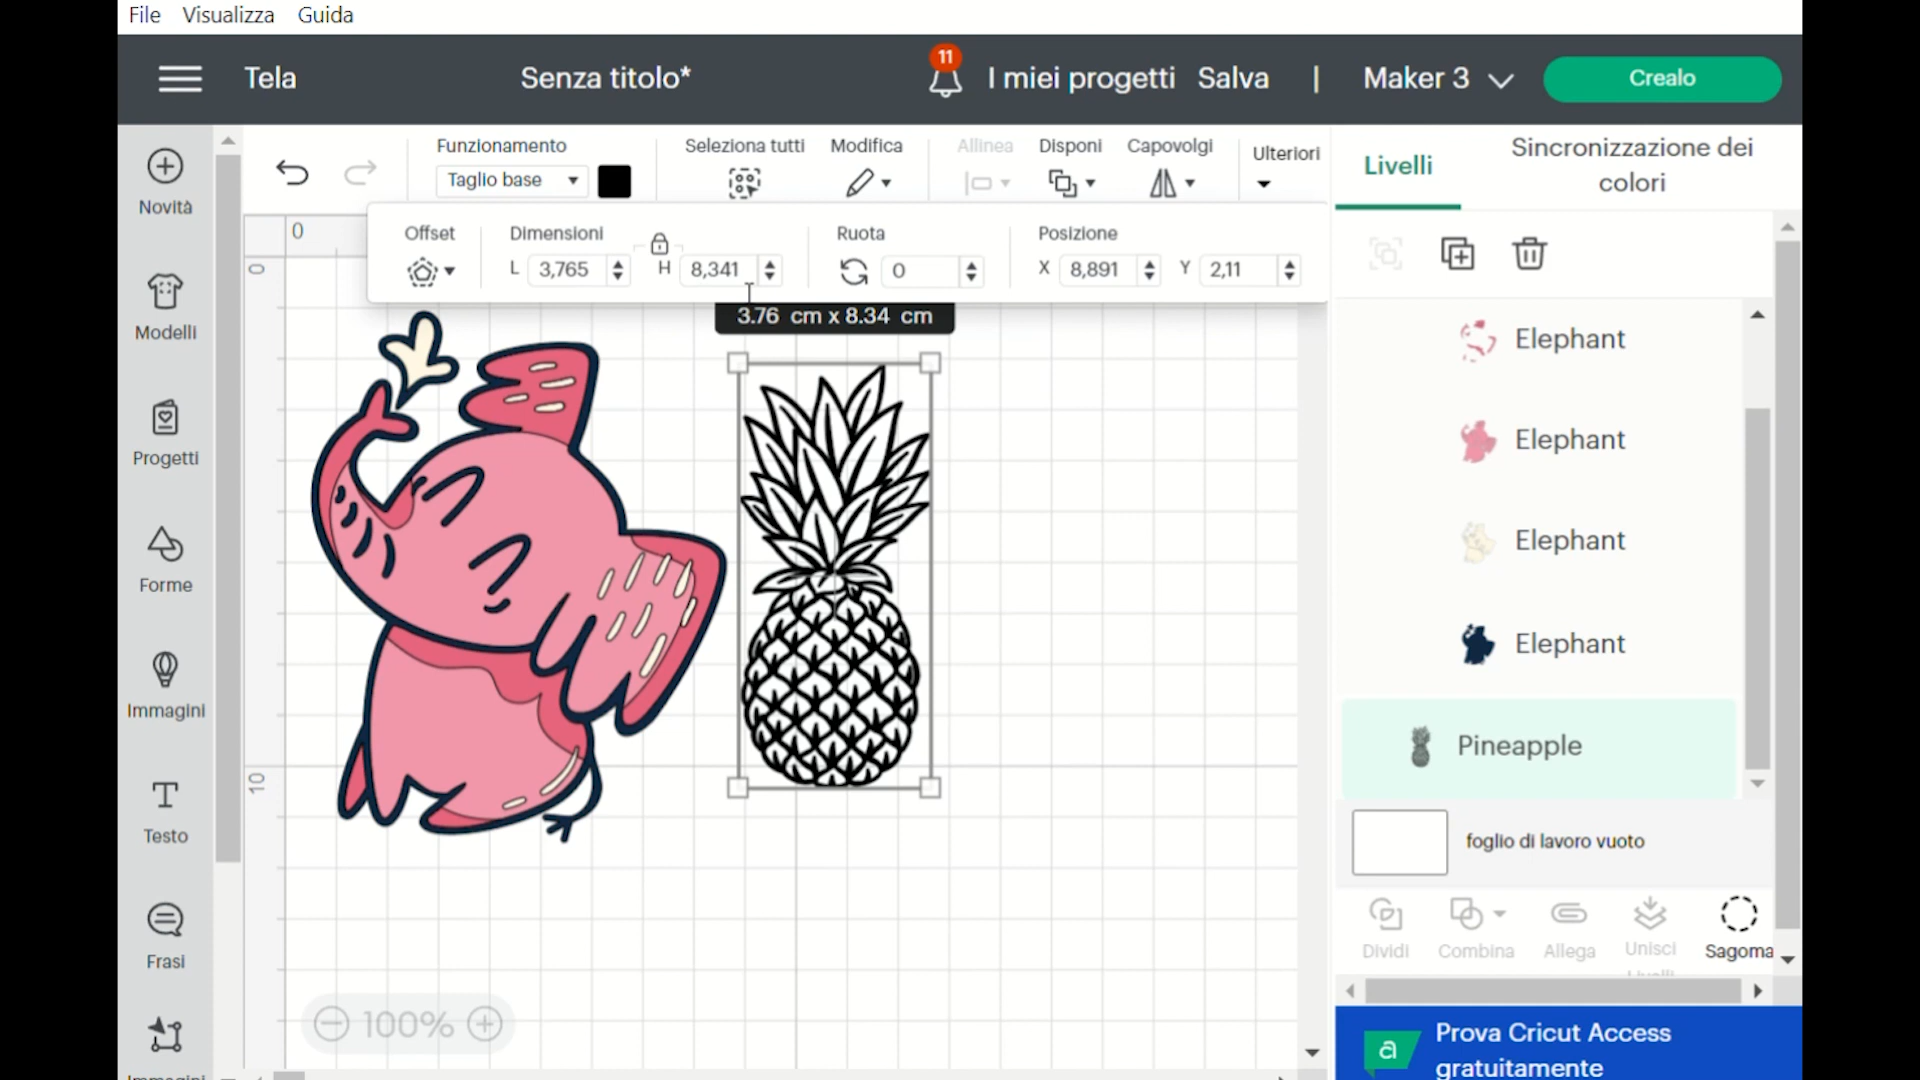 File Visualizza Guida
Tela Senza titolo* 11 I miei progetti Salva | Maker 3 Crealo
Novità
Modelli
Progetti
Forme
Immagini
Testo
Frasi
Funzionamento
Taglio base
Seleziona tutti
Modifica
Allinea
Disponi
Capovolgi
Ulteriori
Offset
Dimensioni
L 3,765 H 8,341
Ruota
0
Posizione
X 8,891 Y 2,11
0
0
10
3.76 cm x 8.34 cm
100%
Livelli
Sincronizzazione dei
colori
Elephant
Elephant
Elephant
Elephant
Pineapple
foglio di lavoro vuoto
Dividi Combina Allega Unisci Sagoma
a
Prova Cricut Access
gratuitamente